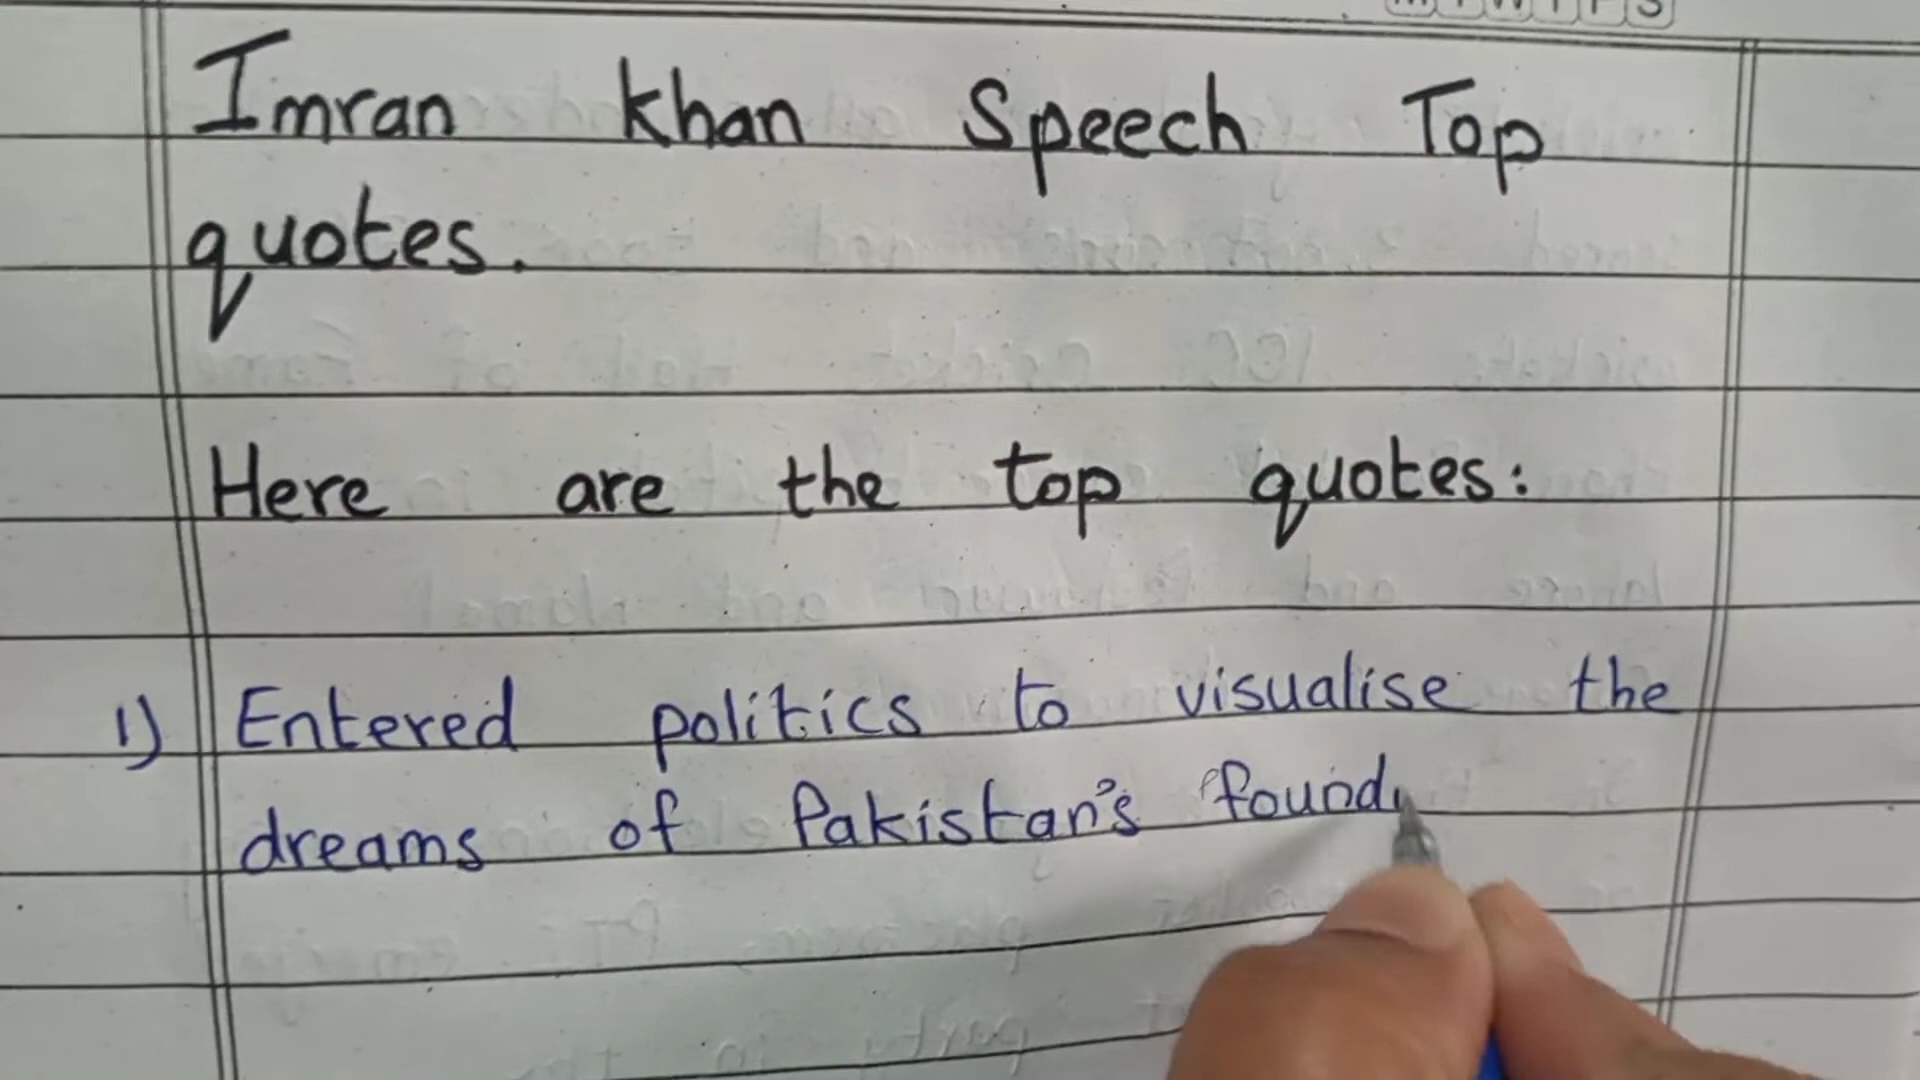 M T W T F S
Imran Khan Speech Top
quotes.
Here are the top quotes:
1) Entered politics to visualise the
dreams of Pakistan's found